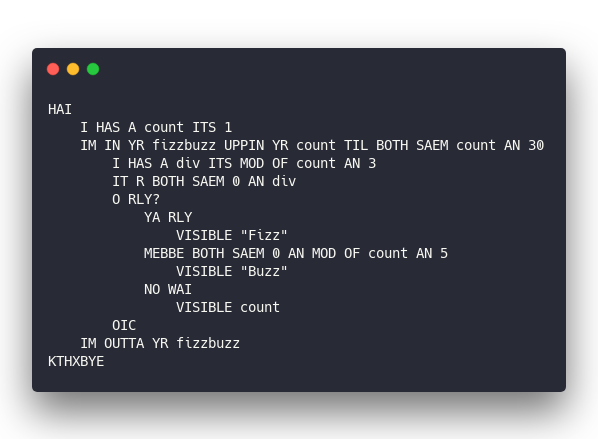 HAI
    I HAS A count ITS 1
    IM IN YR fizzbuzz UPPIN YR count TIL BOTH SAEM count AN 30
        I HAS A div ITS MOD OF count AN 3
        IT R BOTH SAEM 0 AN div
        O RLY?
            YA RLY
                VISIBLE "Fizz"
            MEBBE BOTH SAEM 0 AN MOD OF count AN 5
                VISIBLE "Buzz"
            NO WAI
                VISIBLE count
        OIC
    IM OUTTA YR fizzbuzz
KTHXBYE